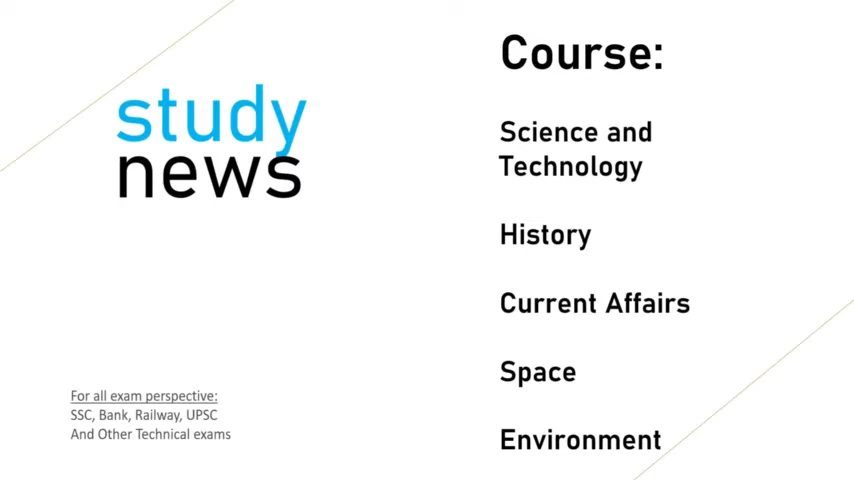 study
news
For all exam perspective:
SSC, Bank, Railway, UPSC
And Other Technical exams
Course:
Science and
Technology
History
Current Affairs
Space
Environment